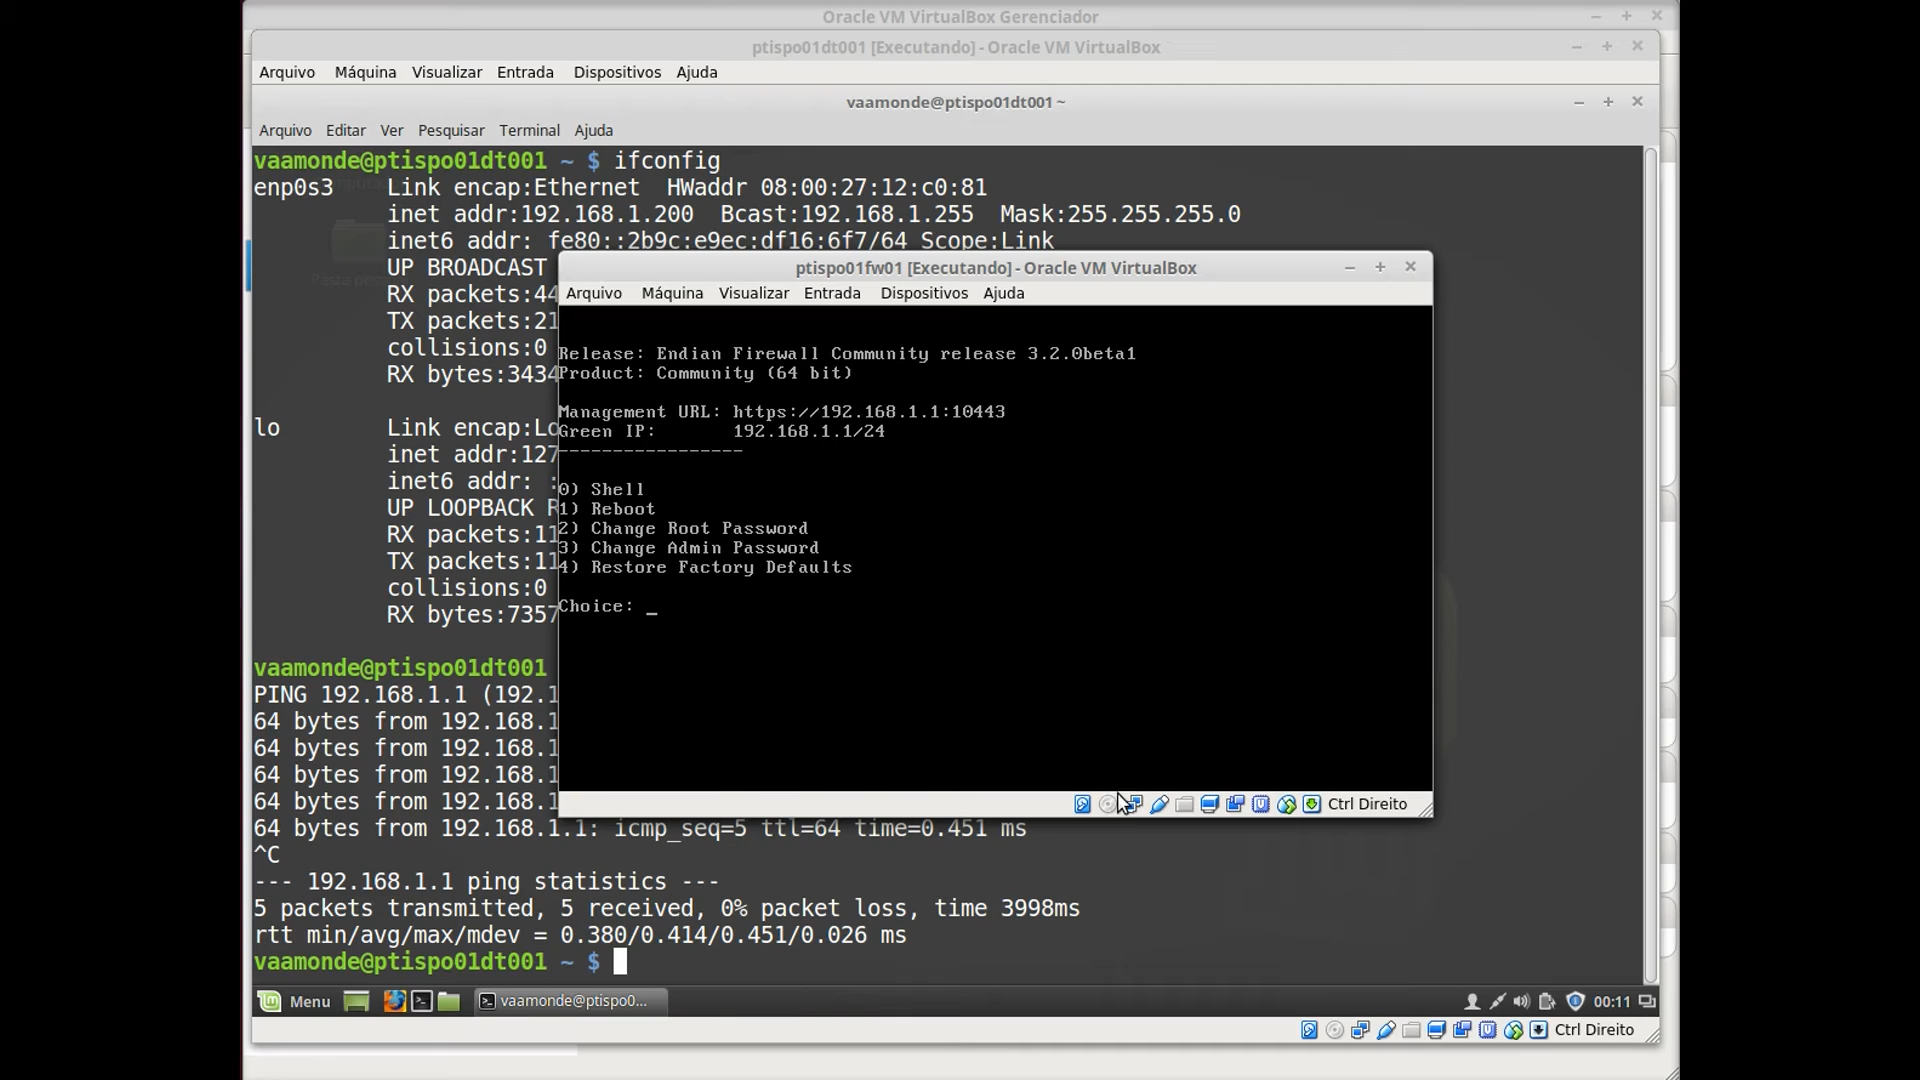 Oracle VM VirtualBox Gerenciador
ptispo01dt001 [Executando] - Oracle VM VirtualBox
Arquivo Máquina Visualizar Entrada Dispositivos Ajuda
vaamonde@ptispo01dt001 ~
Arquivo Editar Ver Pesquisar Terminal Ajuda
vaamonde@ptispo01dt001 ~ $ ifconfig
enp0s3 Link encap:Ethernet HWaddr 08:00:27:12:c0:81
inet addr:192.168.1.200 Bcast:192.168.1.255 Mask:255.255.255.0
inet6 addr: fe80::2b9c:e9ec:df16:6f7/64 Scope:Link
UP BROADCAST
RX packets:44
TX packets:21
collisions:0
RX bytes:3434
lo Link encap:Lo
inet addr:127
inet6 addr: :
UP LOOPBACK R
RX packets:11
TX packets:11
collisions:0
RX bytes:7357
vaamonde@ptispo01dt001
PING 192.168.1.1 (192.1
64 bytes from 192.168.1
64 bytes from 192.168.1
64 bytes from 192.168.1
64 bytes from 192.168.1
64 bytes from 192.168.1.1: icmp_seq=5 ttl=64 time=0.451 ms
^C
--- 192.168.1.1 ping statistics ---
5 packets transmitted, 5 received, 0% packet loss, time 3998ms
rtt min/avg/max/mdev = 0.380/0.414/0.451/0.026 ms
vaamonde@ptispo01dt001 ~ $
ptispo01fw01 [Executando] - Oracle VM VirtualBox
Arquivo Máquina Visualizar Entrada Dispositivos Ajuda
Release: Endian Firewall Community release 3.2.0beta1
Product: Community (64 bit)
Management URL: https://192.168.1.1:10443
Green IP: 192.168.1.1/24
-----------------
0) Shell
1) Reboot
2) Change Root Password
3) Change Admin Password
4) Restore Factory Defaults
Choice: _
Ctrl Direito
Menu vaamonde@ptispo0... 00:11
Ctrl Direito